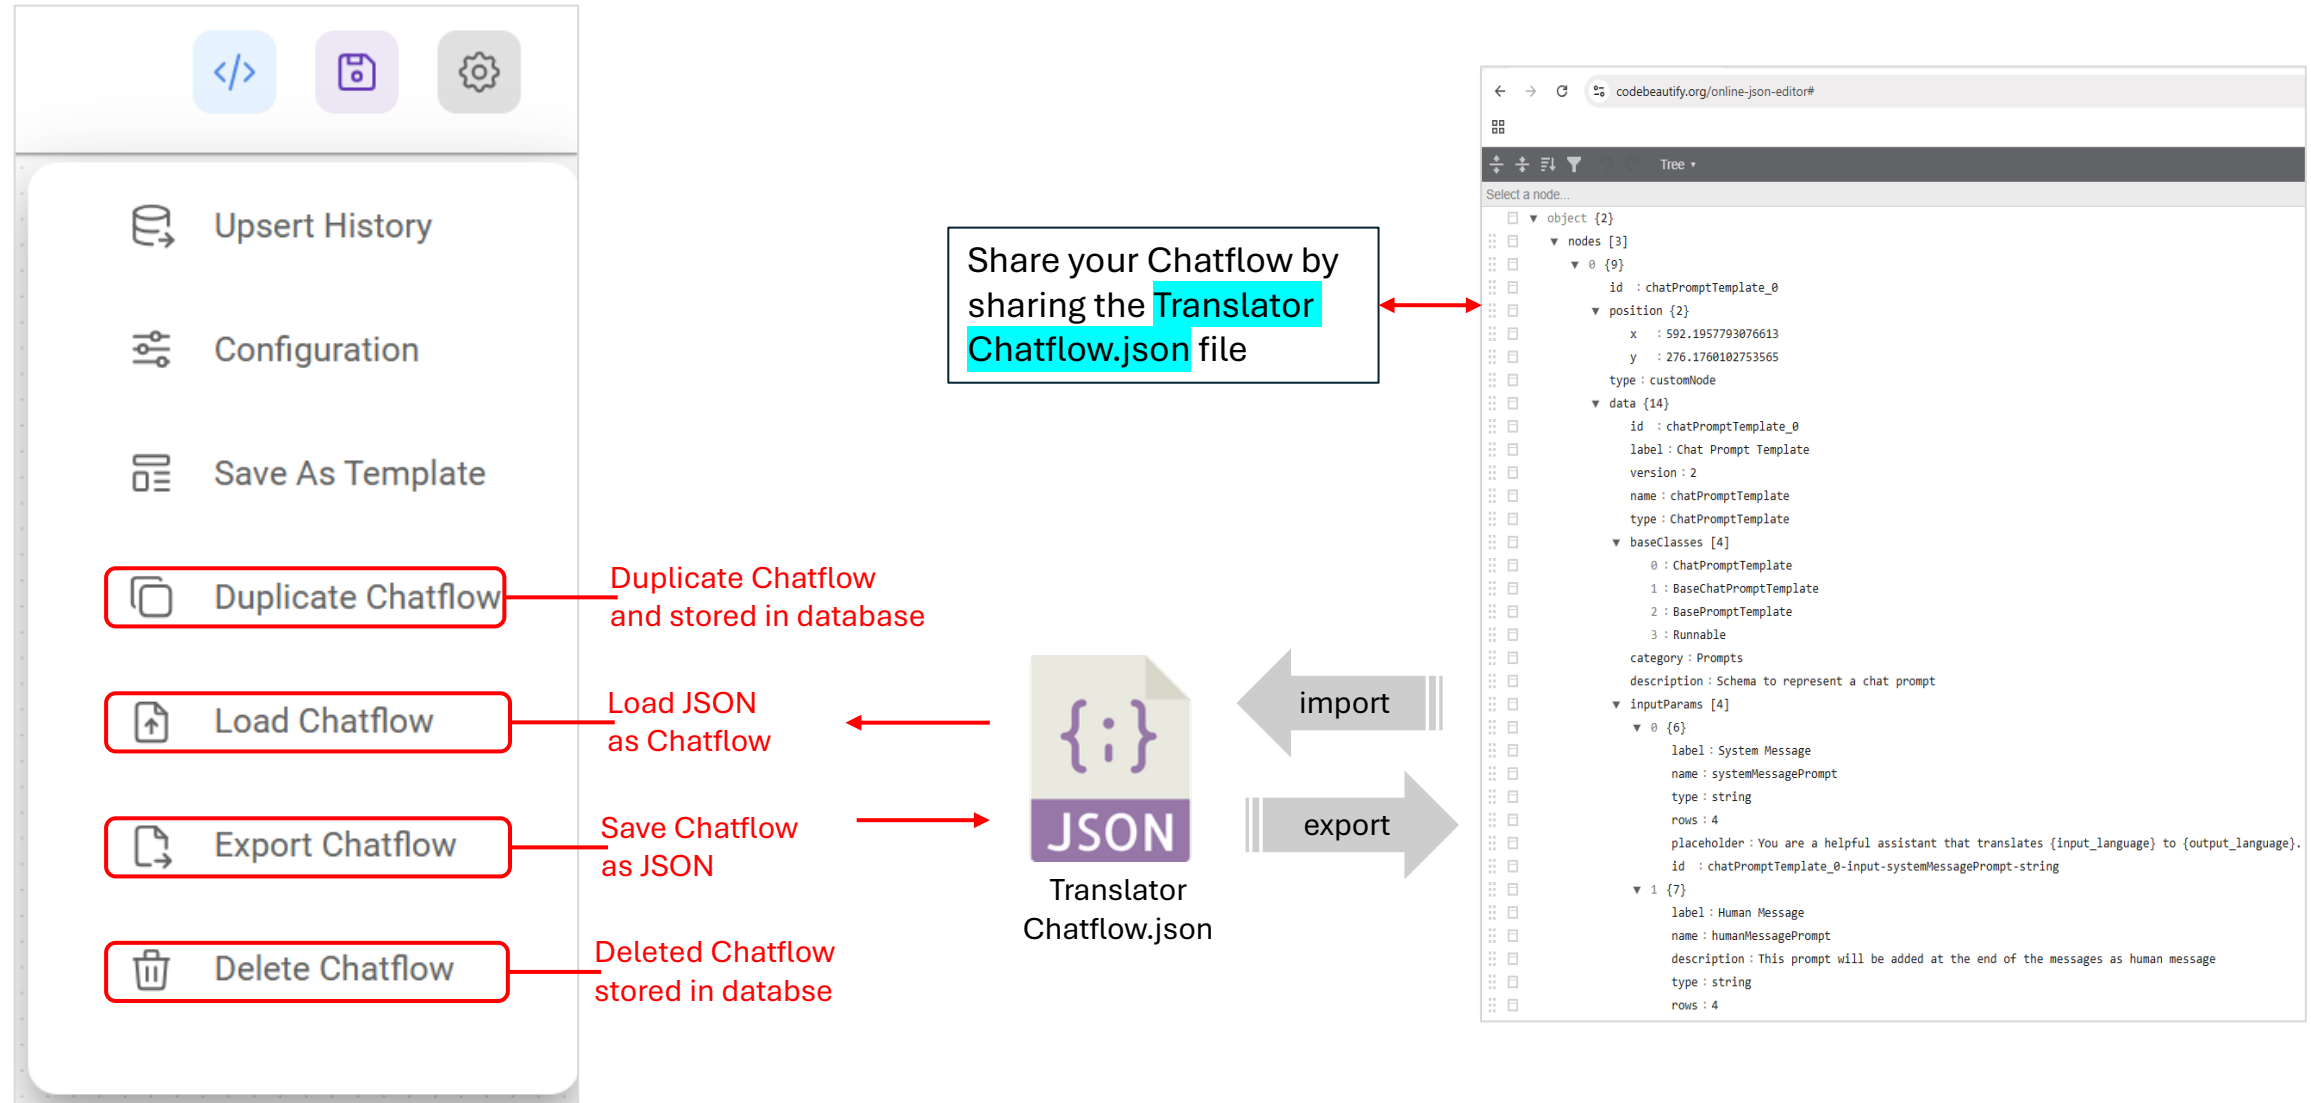 </>
Upsert History
Configuration
Save As Template
Duplicate Chatflow
Load Chatflow
Export Chatflow
Delete Chatflow
Duplicate Chatflow
and stored in database
Load JSON
as Chatflow
Save Chatflow
as JSON
Deleted Chatflow
stored in databse
Share your Chatflow by
sharing the Translator
Chatflow.json file
{;}
JSON
Translator
Chatflow.json
import
export
codebeautify.org/online-json-editor#
Tree
Select a node...
object {2}
nodes [3]
0 {9}
id : chatPromptTemplate_0
position {2}
x : 592.1957793076613
y : 276.1760102753565
type : customNode
data {14}
id : chatPromptTemplate_0
label : Chat Prompt Template
version : 2
name : chatPromptTemplate
type : ChatPromptTemplate
baseClasses [4]
0 : ChatPromptTemplate
1 : BaseChatPromptTemplate
2 : BasePromptTemplate
3 : Runnable
category : Prompts
description : Schema to represent a chat prompt
inputParams [4]
0 {6}
label : System Message
name : systemMessagePrompt
type : string
rows : 4
placeholder : You are a helpful assistant that translates {input_language} to {output_language}.
id : chatPromptTemplate_0-input-systemMessagePrompt-string
1 {7}
label : Human Message
name : humanMessagePrompt
description : This prompt will be added at the end of the messages as human message
type : string
rows : 4